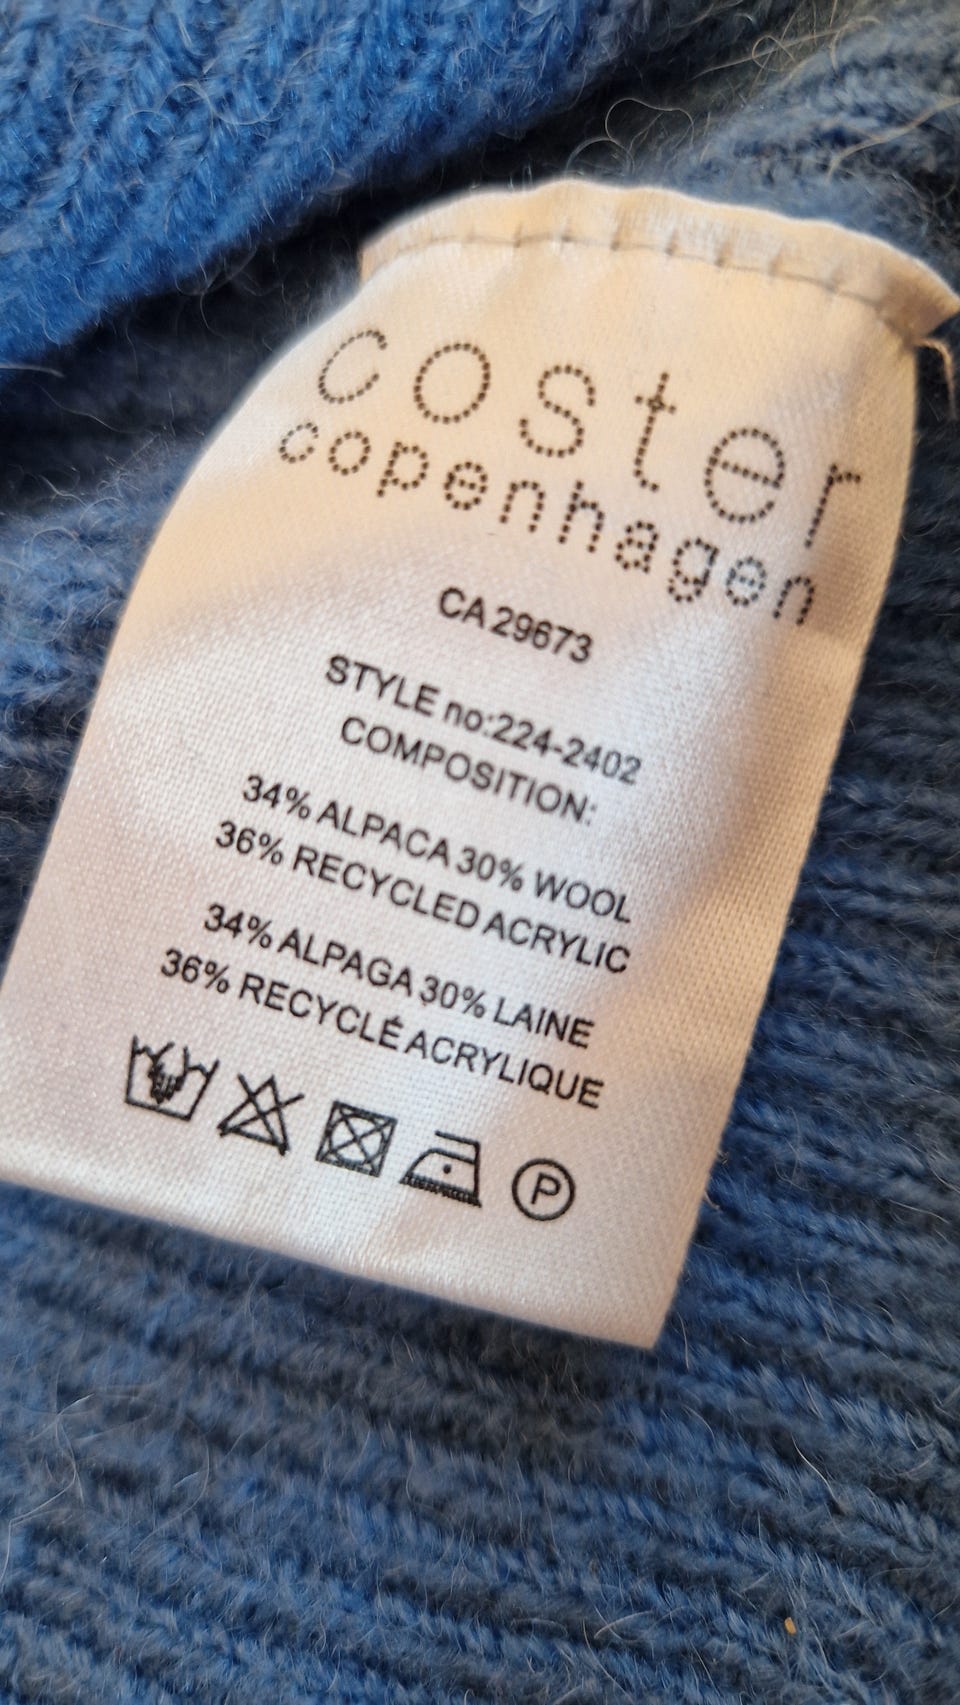 coster
copenhagen
CA 29673
STYLE no:224-2402
COMPOSITION:
34% ALPACA 30% WOOL
36% RECYCLED ACRYLIC
34% ALPAGA 30% LAINE
36% RECYCLÉ ACRYLIQUE
P